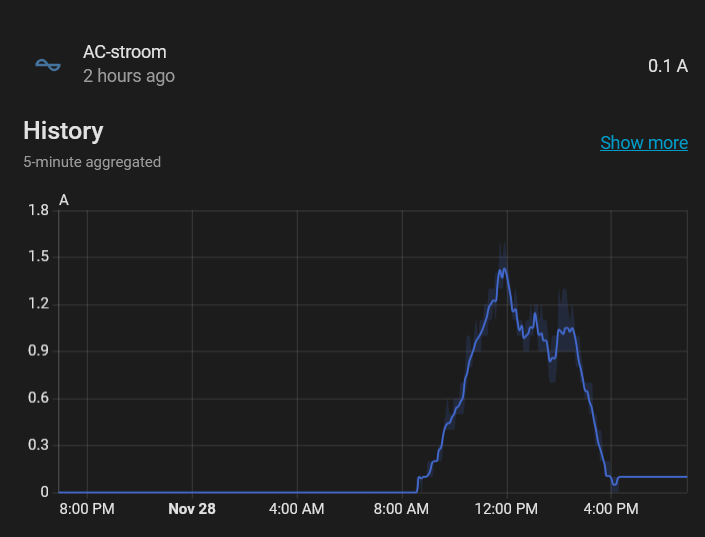 AC-stroom
2 hours ago
0.1 A
History
Show more
5-minute aggregated
A
1.8
1.5
1.2
0.9
0.6
0.3
0
8:00 PM
Nov 28
4:00 AM
8:00 AM
12:00 PM
4:00 PM